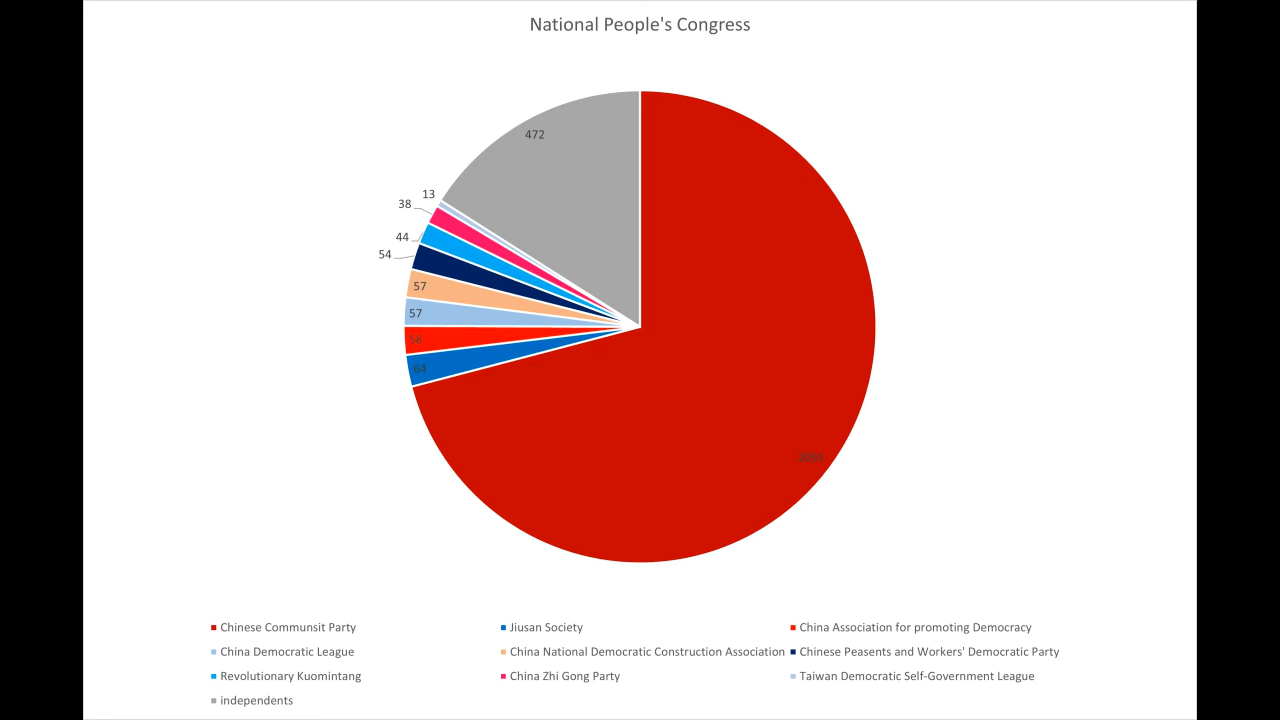 National People's Congress
472
13
38
44
54
57
57
58
64
2091
Chinese Communsit Party
Jiusan Society
China Association for promoting Democracy
China Democratic League
China National Democratic Construction Association
Chinese Peasents and Workers' Democratic Party
Revolutionary Kuomintang
China Zhi Gong Party
Taiwan Democratic Self-Government League
independents